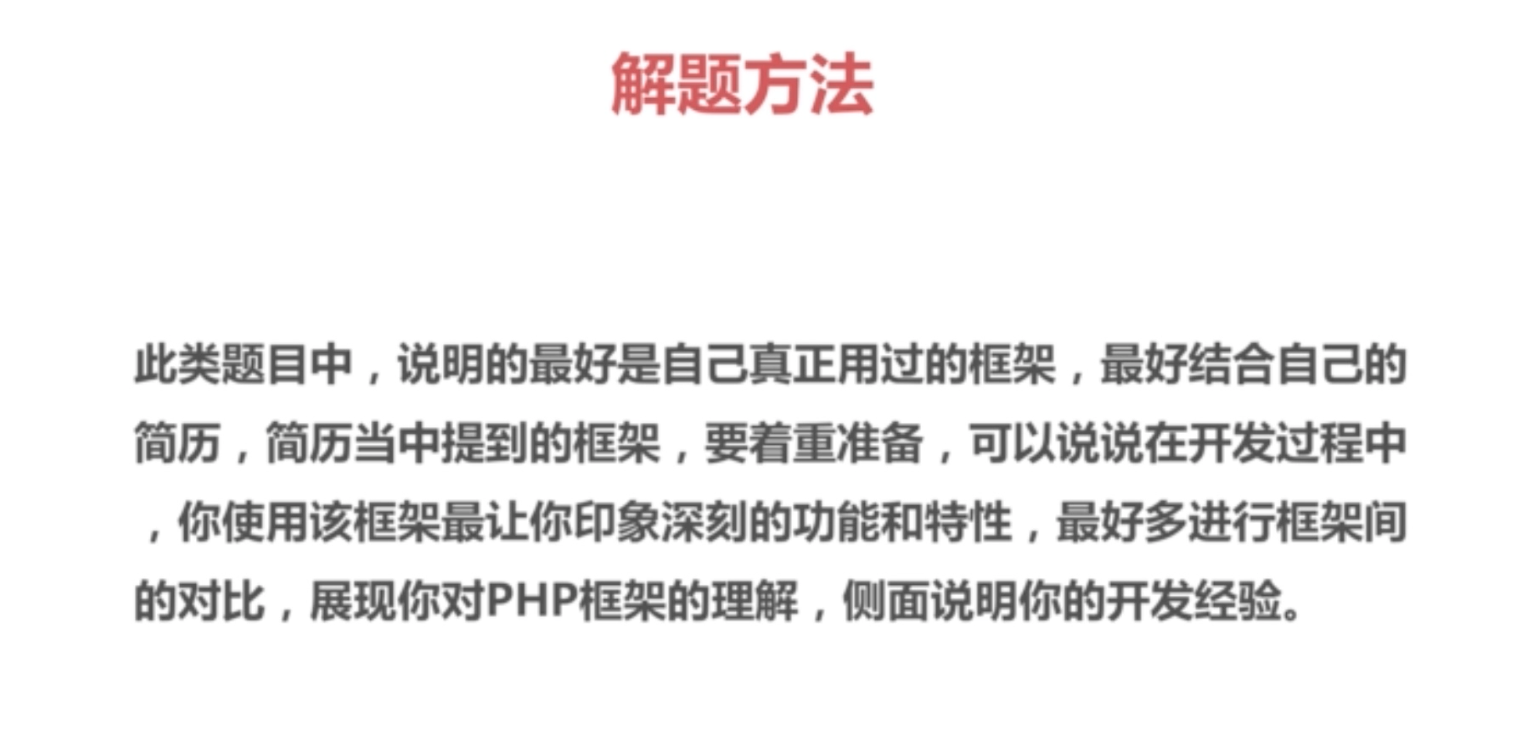 解题方法
此类题目中，说明的最好是自己真正用过的框架，最好结合自己的
简历，简历当中提到的框架，要着重准备，可以说说在开发过程中
，你使用该框架最让你印象深刻的功能和特性，最好多进行框架间
的对比，展现你对PHP框架的理解，侧面说明你的开发经验。